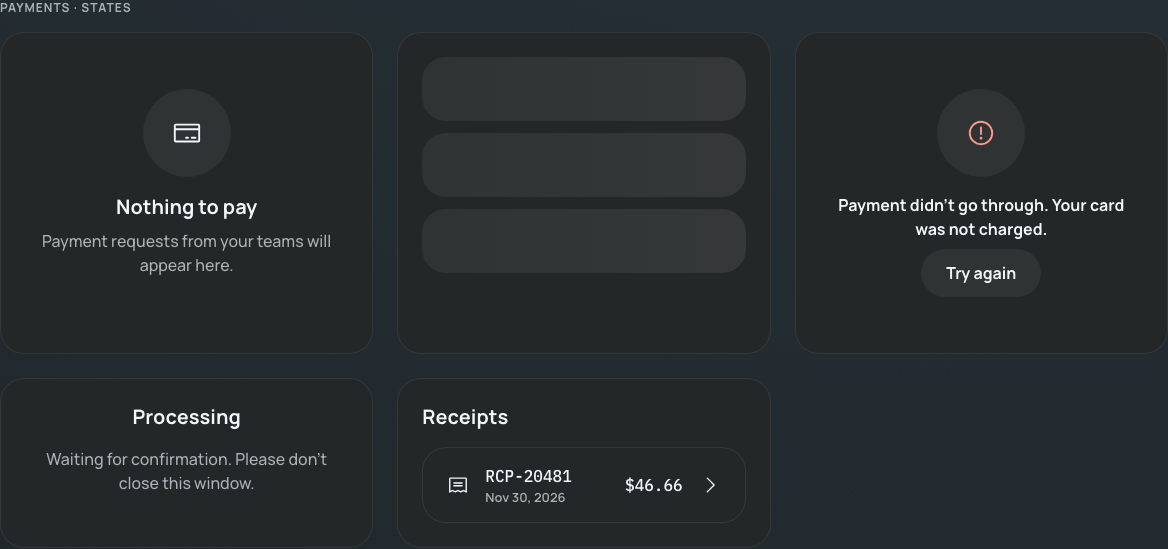 PAYMENTS · STATES
Nothing to pay
Payment requests from your teams will
appear here.
Payment didn't go through. Your card
was not charged.
Try again
Processing
Waiting for confirmation. Please don't
close this window.
Receipts
RCP-20481
Nov 30, 2026
$46.66